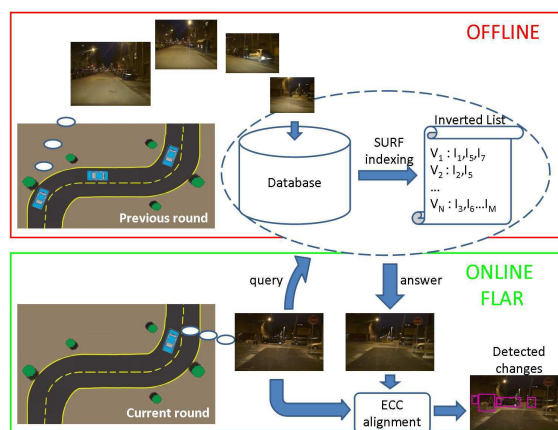 OFFLINE
Inverted List
SURF
indexing
Database
V1 : I1,I5,I7
V2 : I2,I5
...
VN : I3,I6...IM
Previous round
ONLINE
FLAR
query
answer
Detected
changes
ECC
alignment
Current round